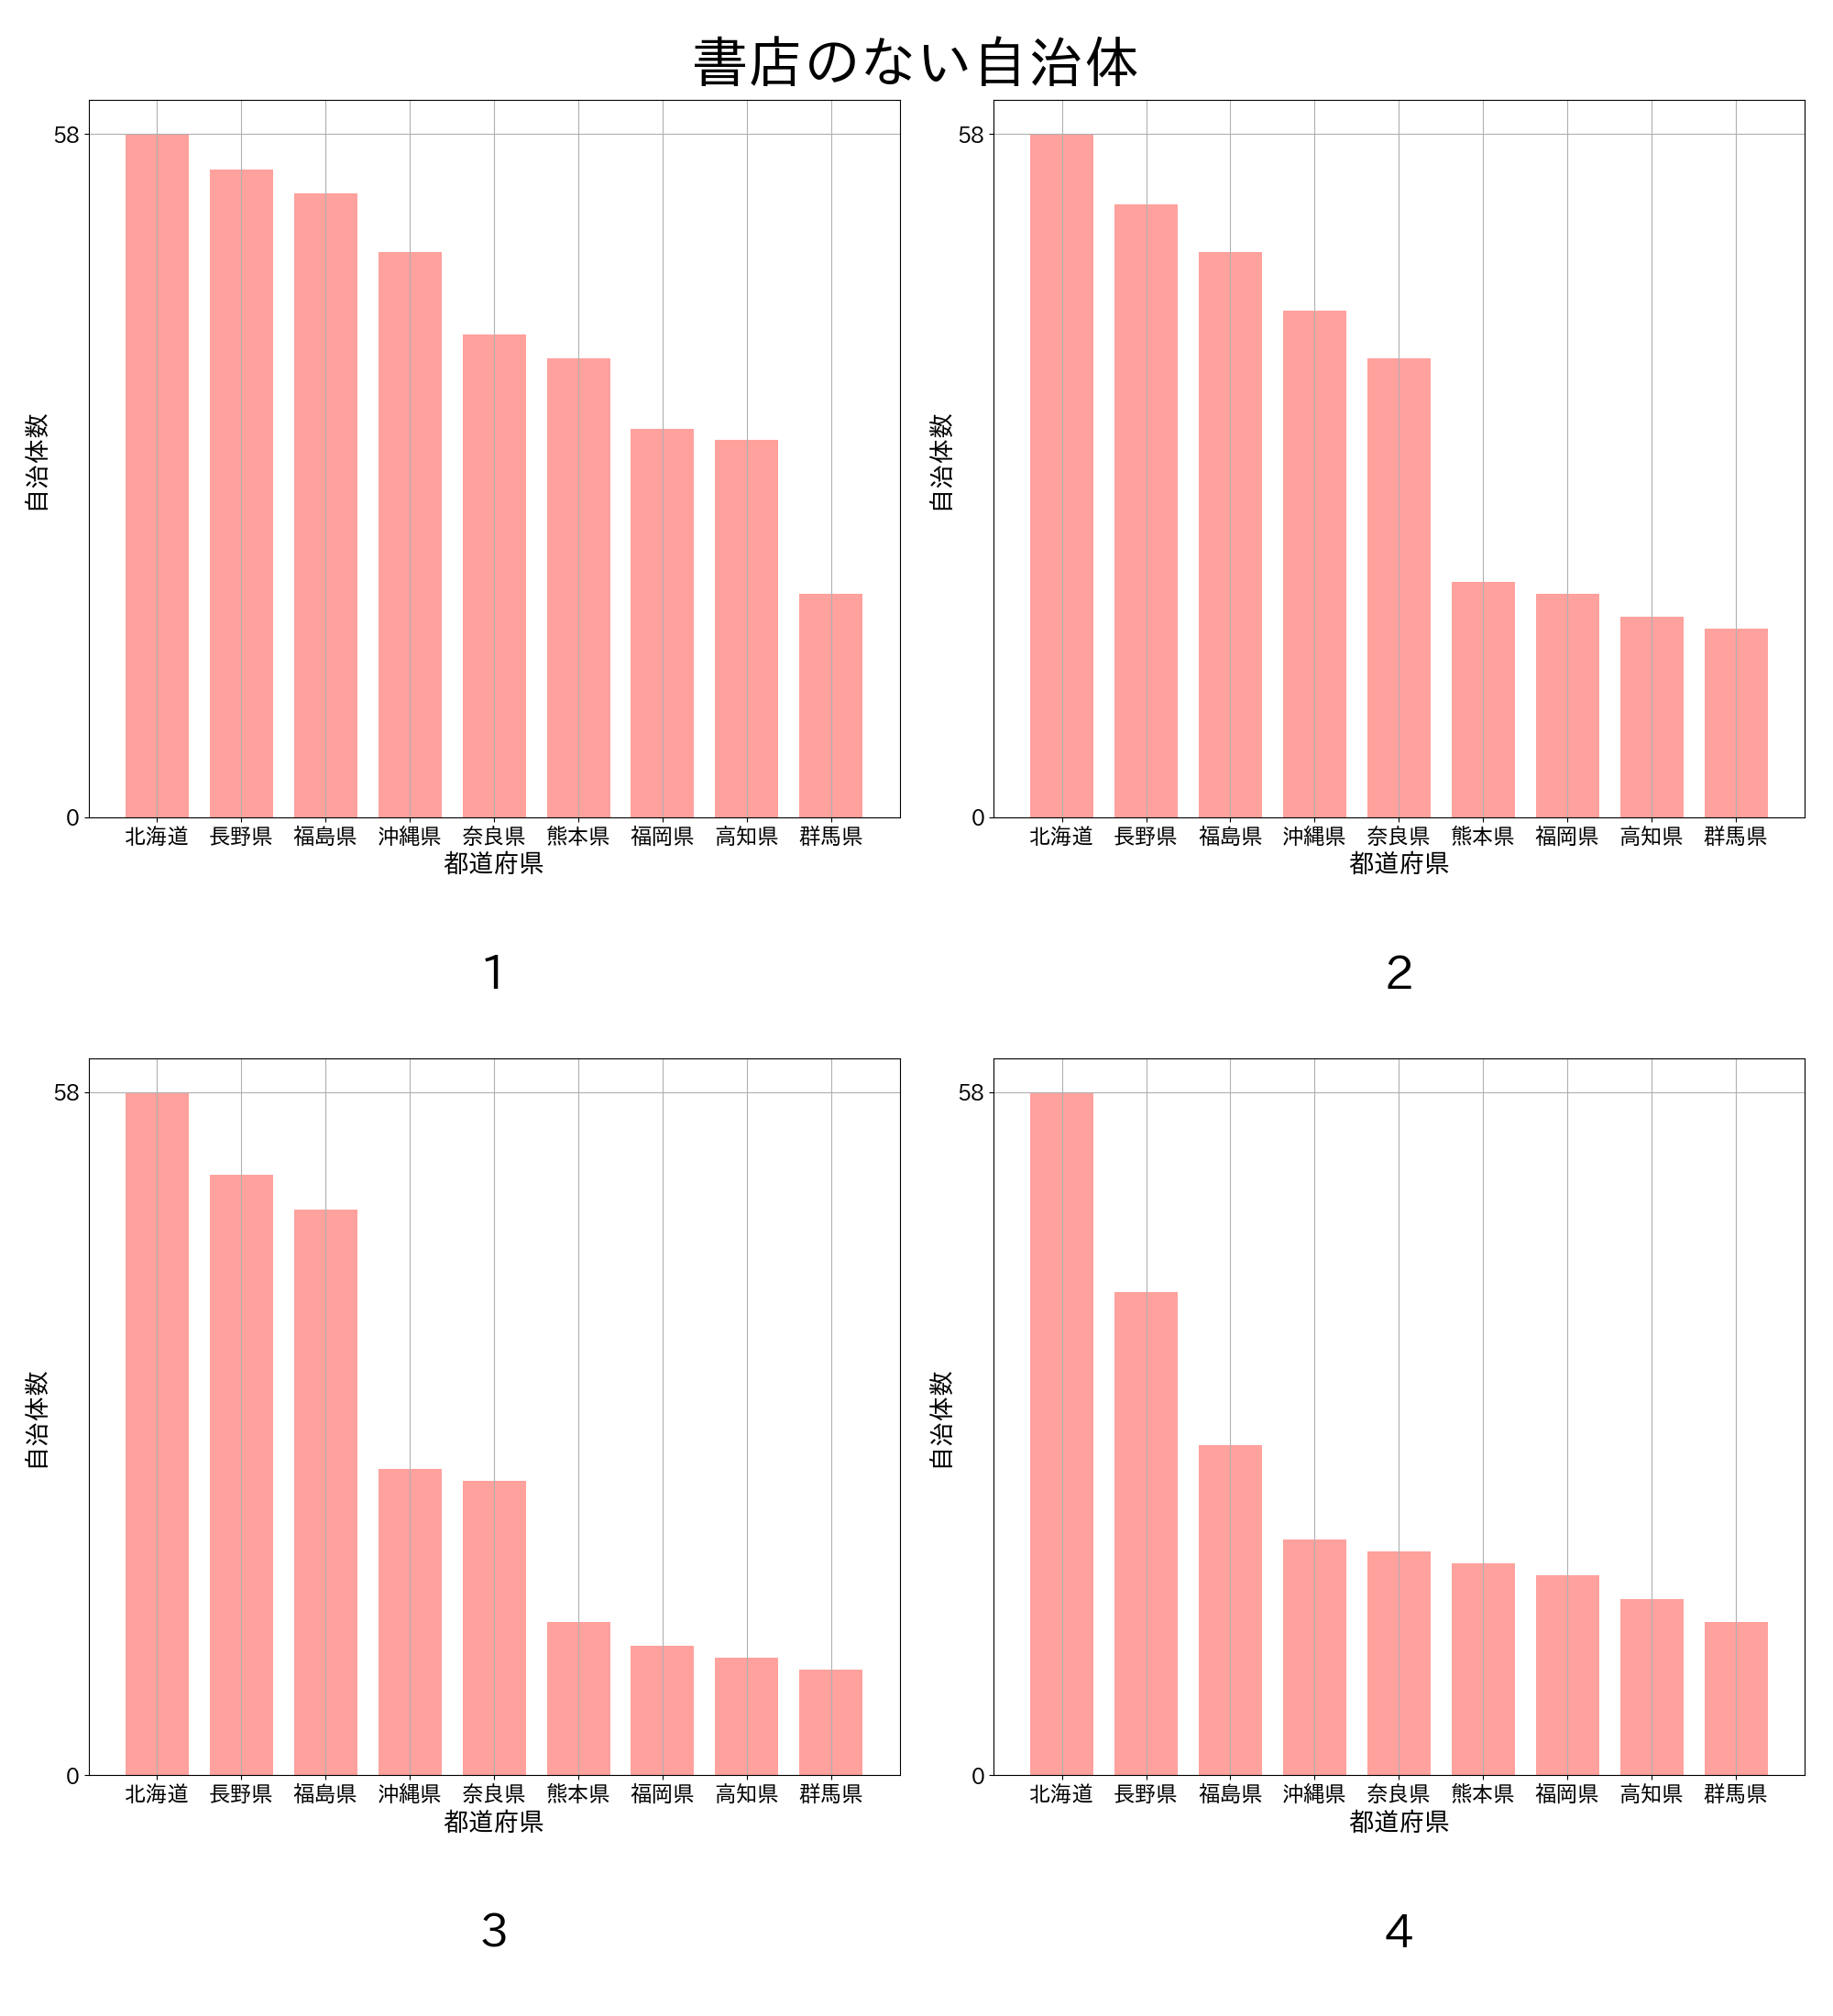 書店のない自治体
58
0
自治体数
北海道 長野県 福島県 沖縄県 奈良県 熊本県 福岡県 高知県 群馬県
都道府県
1
58
0
自治体数
北海道 長野県 福島県 沖縄県 奈良県 熊本県 福岡県 高知県 群馬県
都道府県
2
58
0
自治体数
北海道 長野県 福島県 沖縄県 奈良県 熊本県 福岡県 高知県 群馬県
都道府県
3
58
0
自治体数
北海道 長野県 福島県 沖縄県 奈良県 熊本県 福岡県 高知県 群馬県
都道府県
4